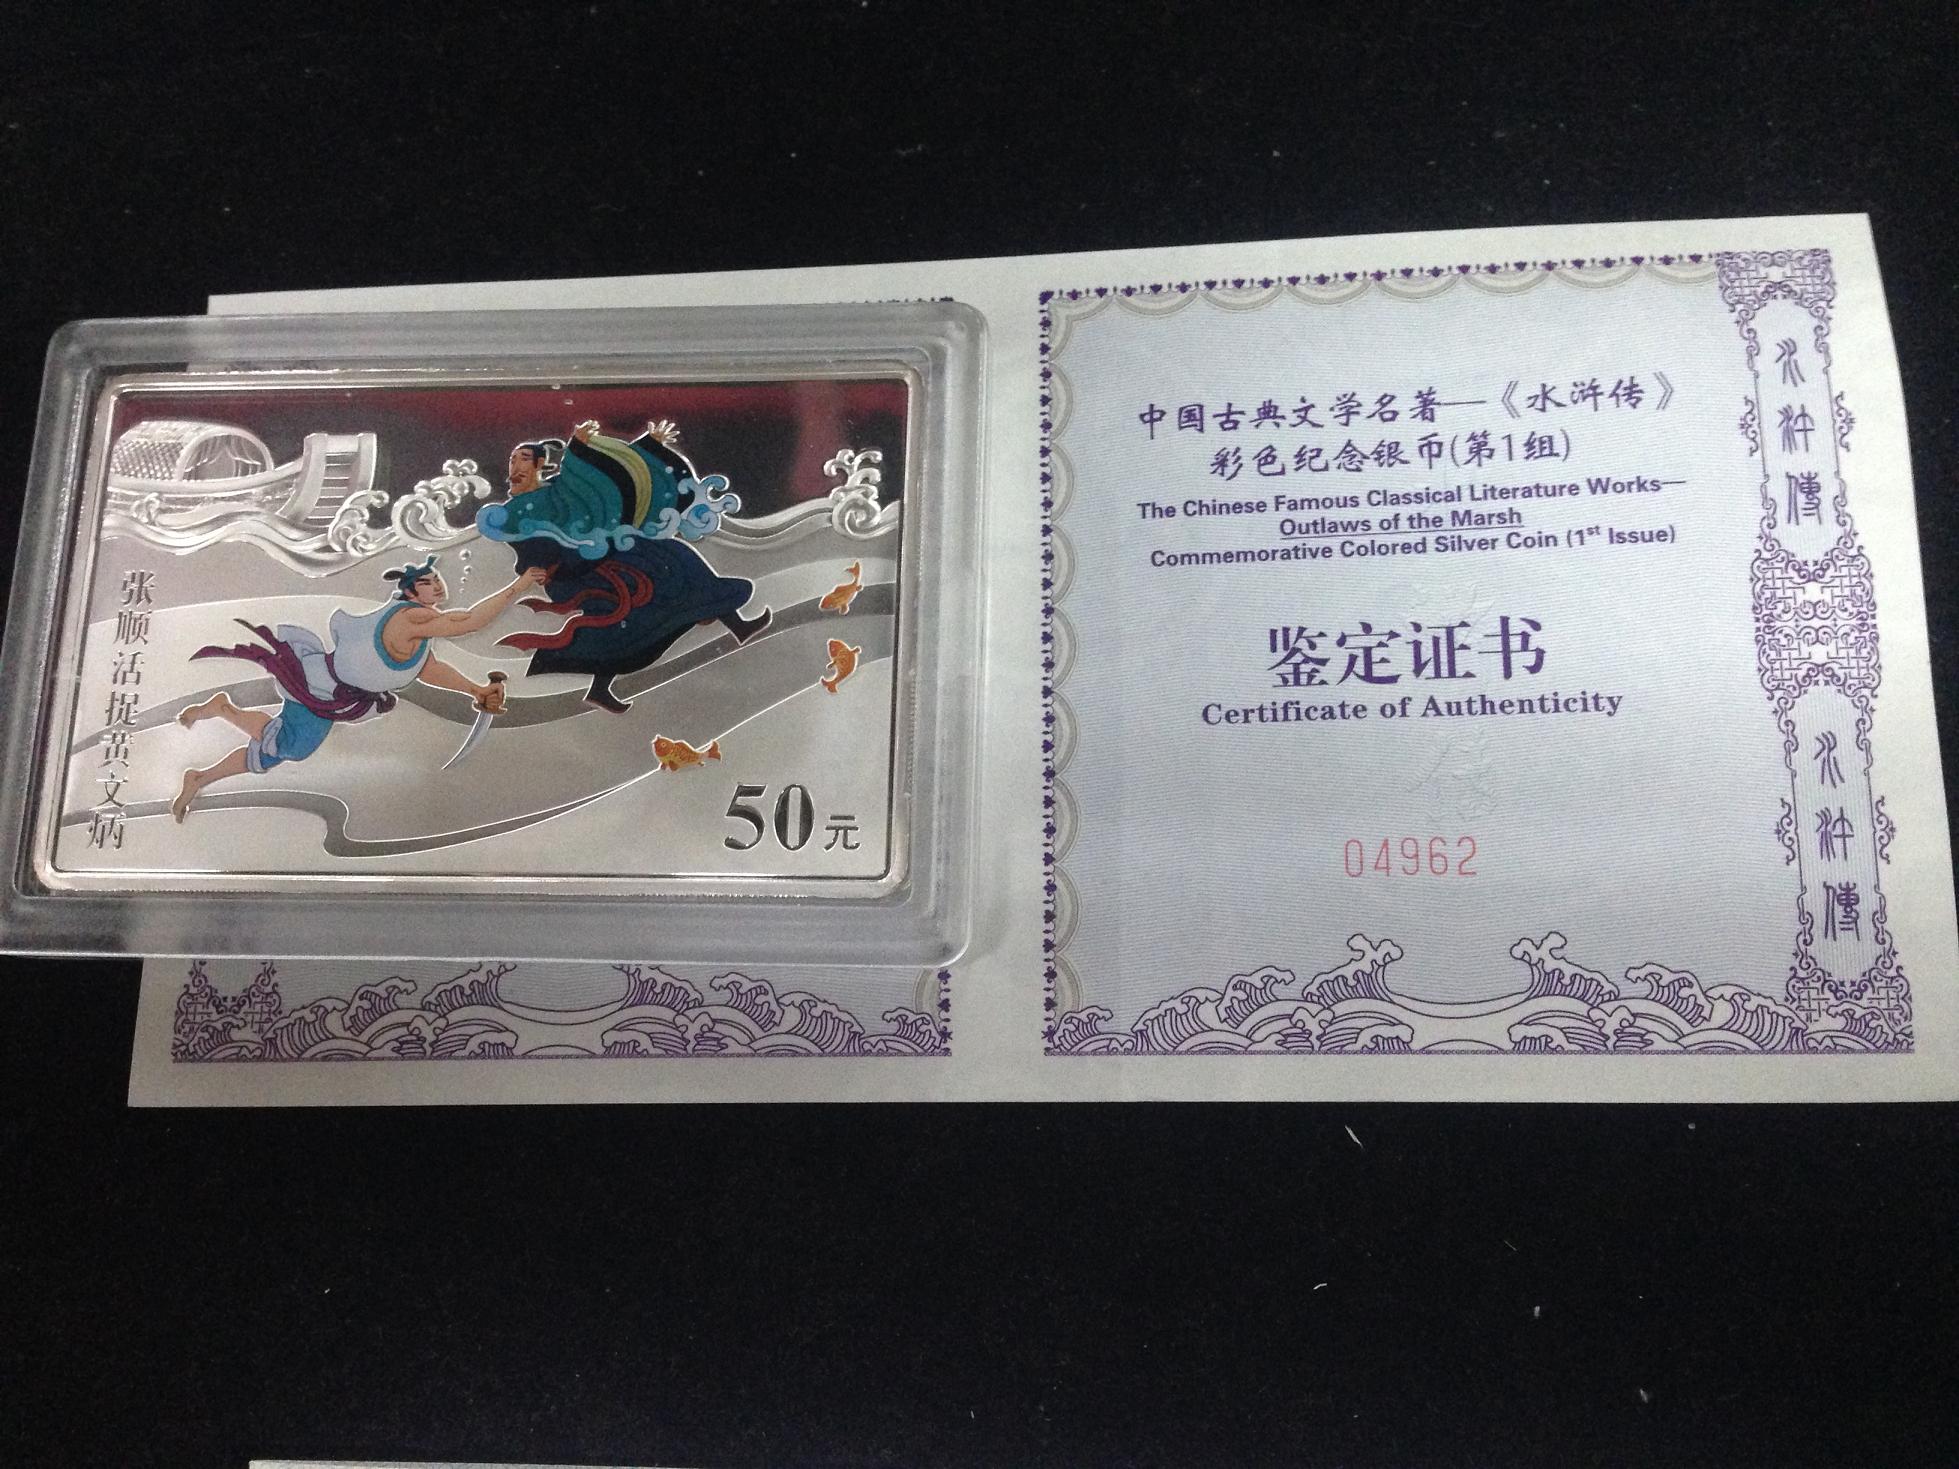 张顺活捉黄文炳
50元
中国古典文学名著—《水浒传》
彩色纪念银币(第1组)
The Chinese Famous Classical Literature Works—
Outlaws of the Marsh
Commemorative Colored Silver Coin (1st Issue)
鉴定证书
Certificate of Authenticity
04962
水浒傳
水浒傳